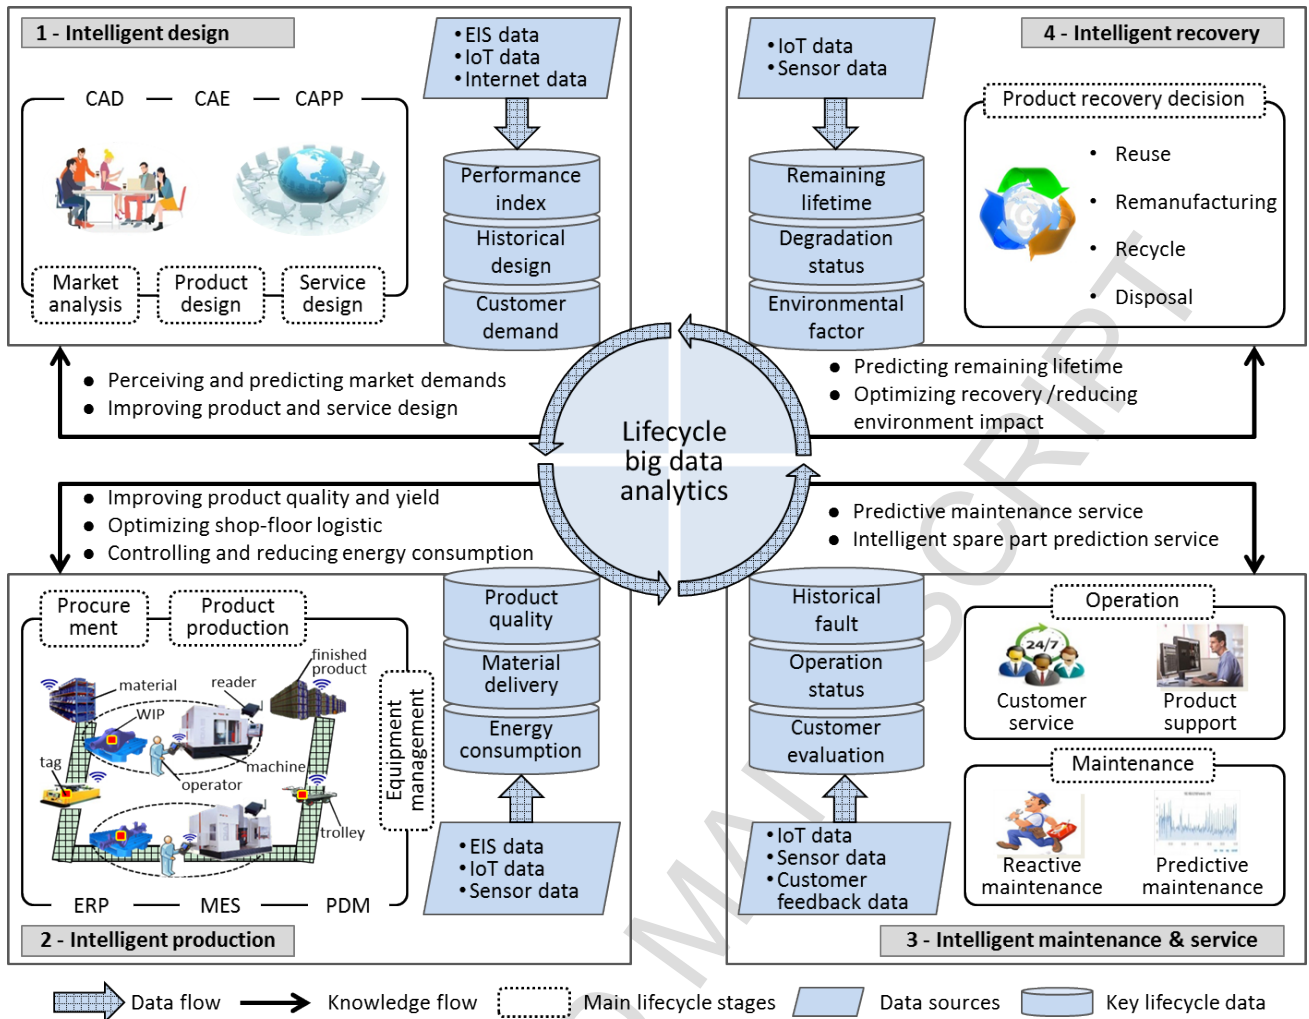 1 - Intelligent design
CAD
CAE
CAPP
Market
analysis
Product
design
Service
design
• EIS data
• IoT data
• Internet data
Performance
index
Historical
design
Customer
demand
4 - Intelligent recovery
• IoT data
• Sensor data
Remaining
lifetime
Degradation
status
Environmental
factor
Product recovery decision
• Reuse
• Remanufacturing
• Recycle
• Disposal
● Perceiving and predicting market demands
● Improving product and service design
● Predicting remaining lifetime
● Optimizing recovery /reducing
environment impact
Lifecycle
big data
analytics
● Improving product quality and yield
● Optimizing shop-floor logistic
● Controlling and reducing energy consumption
● Predictive maintenance service
● Intelligent spare part prediction service
Procure
ment
Product
production
Equipment
management
finished
product
reader
material
WIP
machine
operator
tag
trolley
ERP
MES
PDM
2 - Intelligent production
Product
quality
Material
delivery
Energy
consumption
• EIS data
• IoT data
• Sensor data
Historical
fault
Operation
status
Customer
evaluation
• IoT data
• Sensor data
• Customer
feedback data
Operation
24/7
Customer
service
Product
support
Maintenance
Reactive
maintenance
Predictive
maintenance
3 - Intelligent maintenance & service
Data flow
Knowledge flow
Main lifecycle stages
Data sources
Key lifecycle data